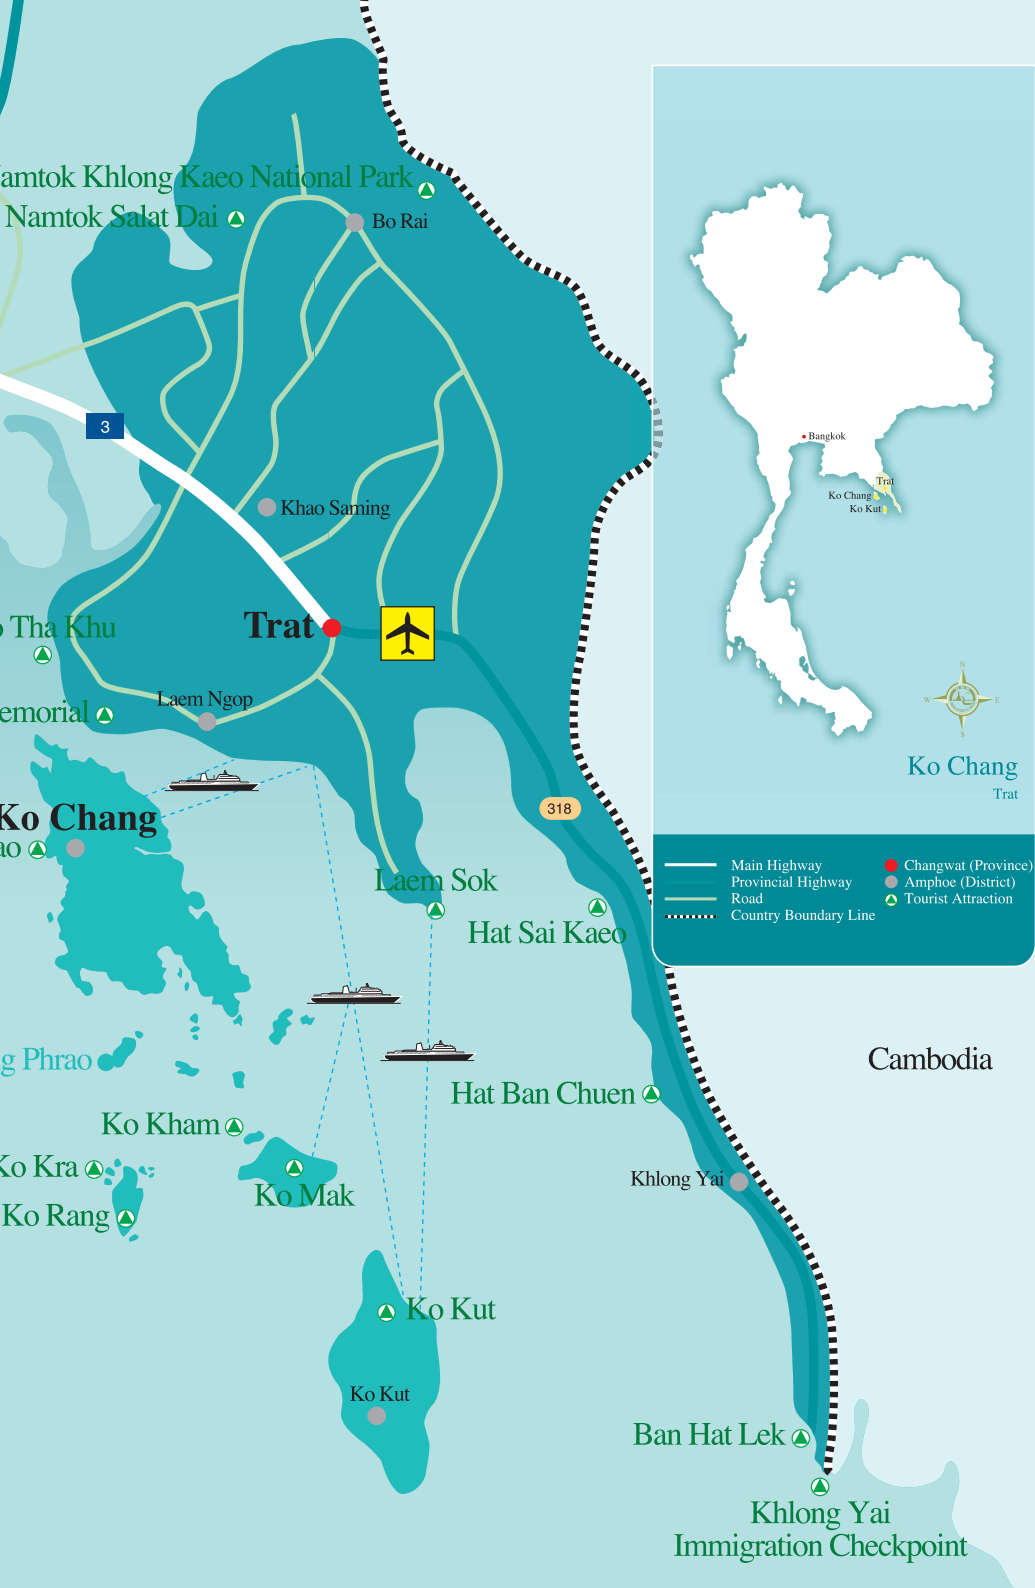 Khlong Kaeo National Park
Namtok Salat Dai
Bo Rai
3
Khao Saming
Tha Khu
Trat
Laem Ngop
Ko Chang
Laem Sok
318
Hat Sai Kaeo
Phrao
Hat Ban Chuen
Ko Kham
Ko Kra
Ko Mak
Ko Rang
Khlong Yai
Ko Kut
Ko Kut
Ban Hat Lek
Khlong Yai
Immigration Checkpoint
Cambodia
Bangkok
Trat
Ko Chang
Ko Kut
N
W E
S
Ko Chang
Trat
Main Highway
Provincial Highway
Road
Country Boundary Line
Changwat (Province)
Amphoe (District)
Tourist Attraction